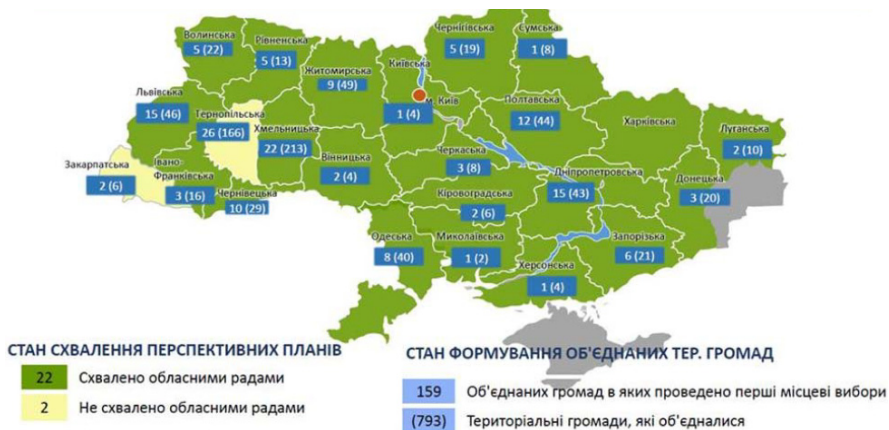 Волинська
5 (22)
Рівненська
5 (13)
Житомирська
9 (49)
Київська
Чернігівська
5 (19)
Сумська
1 (8)
Львівська
15 (46)
Тернопільська
26 (166)
Хмельницька
22 (213)
м. Київ
1 (4)
Полтавська
12 (44)
Харківська
Луганська
2 (10)
Закарпатська
2 (6)
Івано
Франківська
3 (16)
Чернівецька
10 (29)
Вінницька
2 (4)
Черкаська
3 (8)
Кіровоградська
2 (6)
Дніпропетровська
15 (43)
Донецька
3 (20)
Одеська
8 (40)
Миколаївська
1 (2)
Херсонська
1 (4)
Запорізька
6 (21)
СТАН СХВАЛЕННЯ ПЕРСПЕКТИВНИХ ПЛАНІВ
22 Схвалено обласними радами
2 Не схвалено обласними радами
СТАН ФОРМУВАННЯ ОБ'ЄДНАНИХ ТЕР. ГРОМАД
159 Об'єднаних громад в яких проведено перші місцеві вибори
(793) Територіальні громади, які об'єдналися